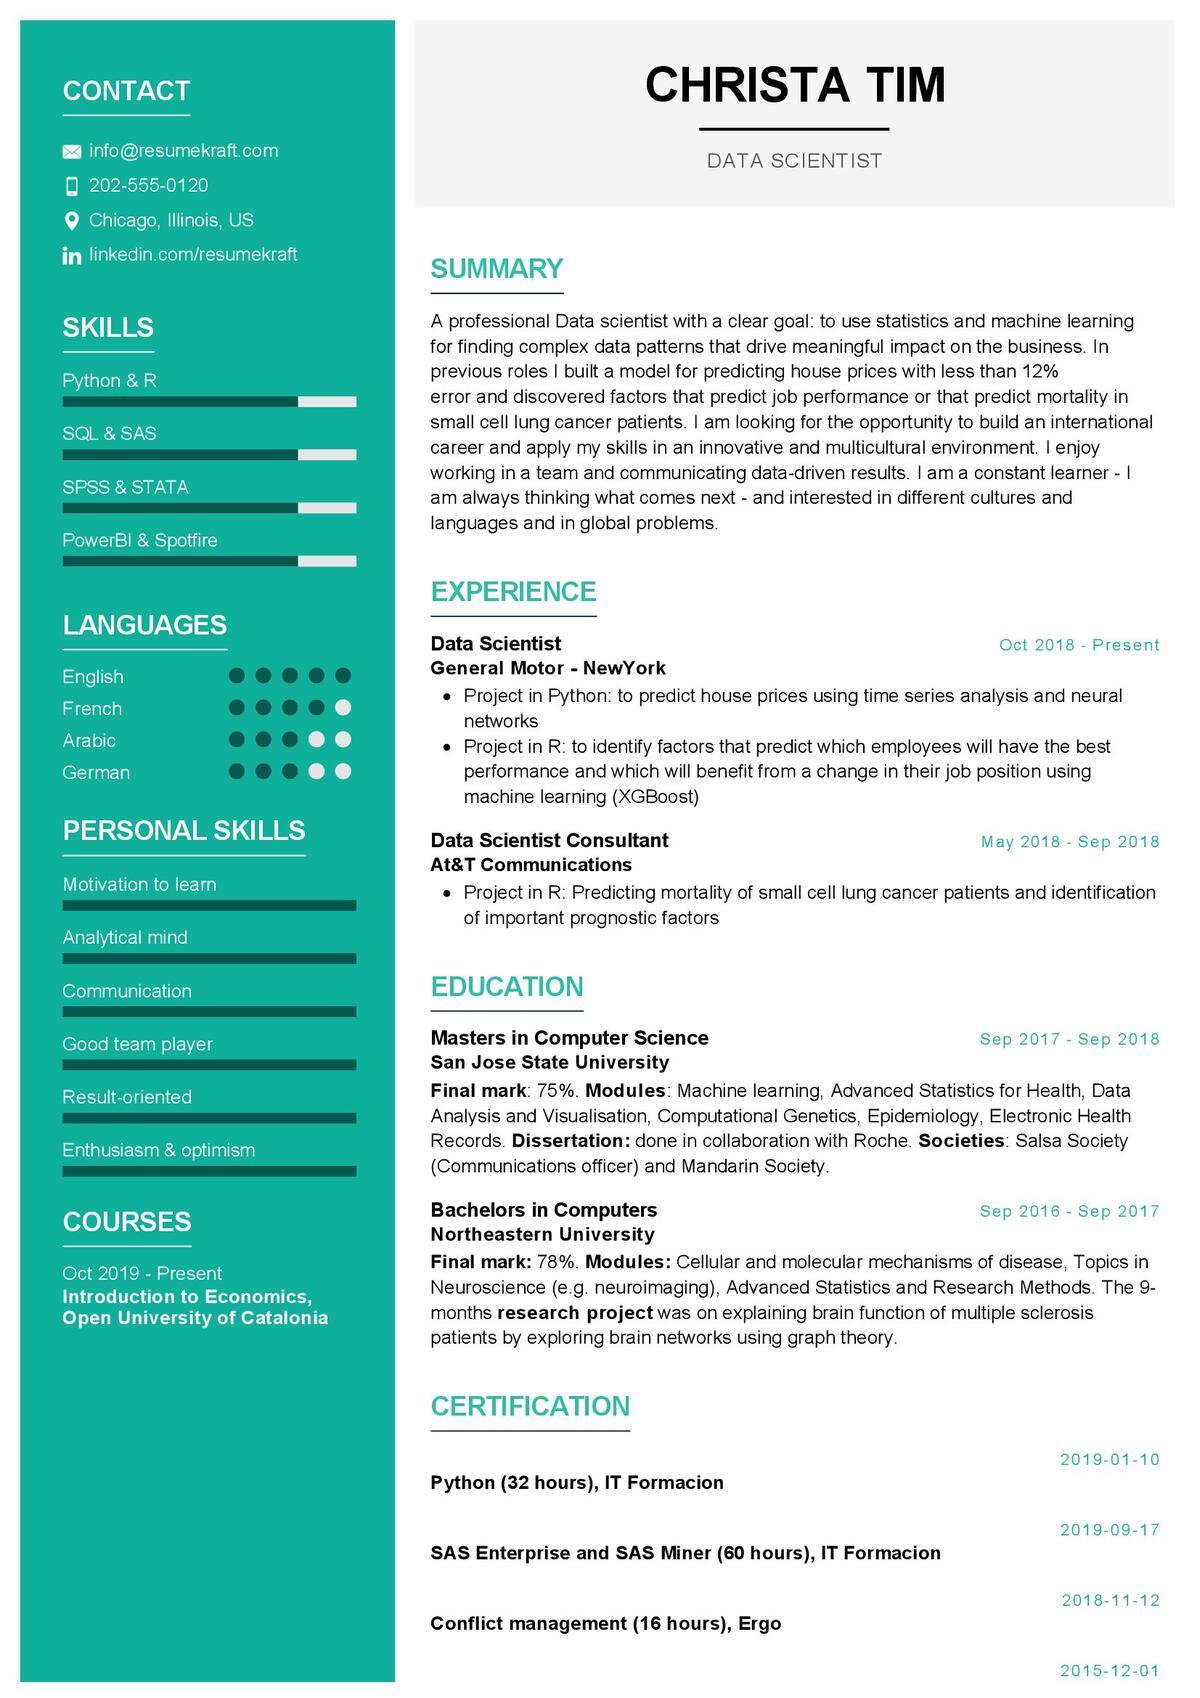 CONTACT
info@resumekraft.com
202-555-0120
Chicago, Illinois, US
linkedin.com/resumekraft
SKILLS
Python & R
SQL & SAS
SPSS & STATA
PowerBI & Spotfire
LANGUAGES
English
French
Arabic
German
PERSONAL SKILLS
Motivation to learn
Analytical mind
Communication
Good team player
Result-oriented
Enthusiasm & optimism
COURSES
Oct 2019 - Present
Introduction to Economics,
Open University of Catalonia
CHRISTA TIM
DATA SCIENTIST
SUMMARY
A professional Data scientist with a clear goal: to use statistics and machine learning
for finding complex data patterns that drive meaningful impact on the business. In
previous roles I built a model for predicting house prices with less than 12%
error and discovered factors that predict job performance or that predict mortality in
small cell lung cancer patients. I am looking for the opportunity to build an international
career and apply my skills in an innovative and multicultural environment. I enjoy
working in a team and communicating data-driven results. I am a constant learner - I
am always thinking what comes next - and interested in different cultures and
languages and in global problems.
EXPERIENCE
Data Scientist Oct 2018 - Present
General Motor - NewYork
• Project in Python: to predict house prices using time series analysis and neural
networks
• Project in R: to identify factors that predict which employees will have the best
performance and which will benefit from a change in their job position using
machine learning (XGBoost)
Data Scientist Consultant May 2018 - Sep 2018
At&T Communications
• Project in R: Predicting mortality of small cell lung cancer patients and identification
of important prognostic factors
EDUCATION
Masters in Computer Science Sep 2017 - Sep 2018
San Jose State University
Final mark: 75%. Modules: Machine learning, Advanced Statistics for Health, Data
Analysis and Visualisation, Computational Genetics, Epidemiology, Electronic Health
Records. Dissertation: done in collaboration with Roche. Societies: Salsa Society
(Communications officer) and Mandarin Society.
Bachelors in Computers Sep 2016 - Sep 2017
Northeastern University
Final mark: 78%. Modules: Cellular and molecular mechanisms of disease, Topics in
Neuroscience (e.g. neuroimaging), Advanced Statistics and Research Methods. The 9-
months research project was on explaining brain function of multiple sclerosis
patients by exploring brain networks using graph theory.
CERTIFICATION
2019-01-10
Python (32 hours), IT Formacion
2019-09-17
SAS Enterprise and SAS Miner (60 hours), IT Formacion
2018-11-12
Conflict management (16 hours), Ergo
2015-12-01